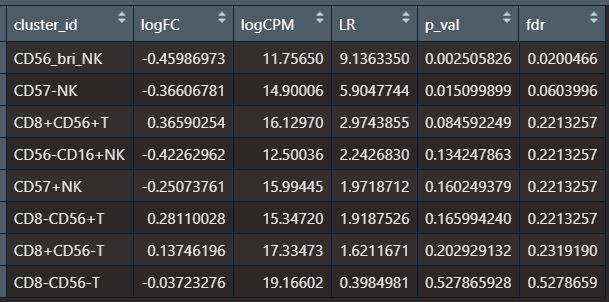 cluster_id logFC logCPM LR p_val fdr
CD56_bri_NK -0.45986973 11.75650 9.1363350 0.002505826 0.0200466
CD57-NK -0.36606781 14.90006 5.9047744 0.015099899 0.0603996
CD8+CD56+T 0.36590254 16.12970 2.9743855 0.084592249 0.2213257
CD56-CD16+NK -0.42262962 12.50036 2.2426830 0.134247863 0.2213257
CD57+NK -0.25073761 15.99445 1.9718712 0.160249379 0.2213257
CD8-CD56+T 0.28110028 15.34720 1.9187526 0.165994240 0.2213257
CD8+CD56-T 0.13746196 17.33473 1.6211671 0.202929132 0.2319190
CD8-CD56-T -0.03723276 19.16602 0.3984981 0.527865928 0.5278659